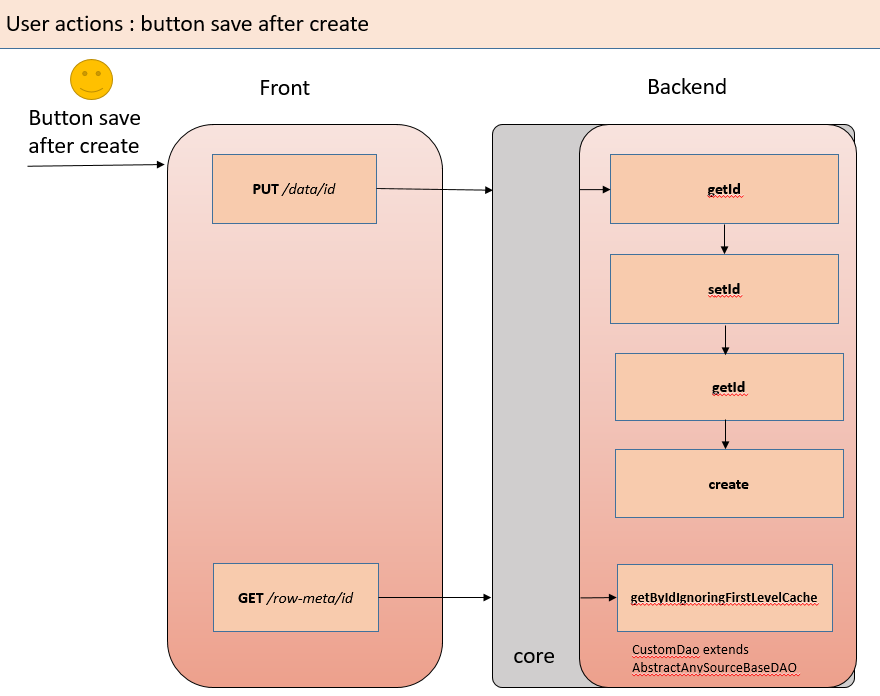 User actions : button save after create
Front
Backend
Button save
after create
PUT /data/id
getId
setId
getId
create
GET /row-meta/id
getByIdIgnoringFirstLevelCache
core
CustomDao extends
AbstractAnySourceBaseDAO